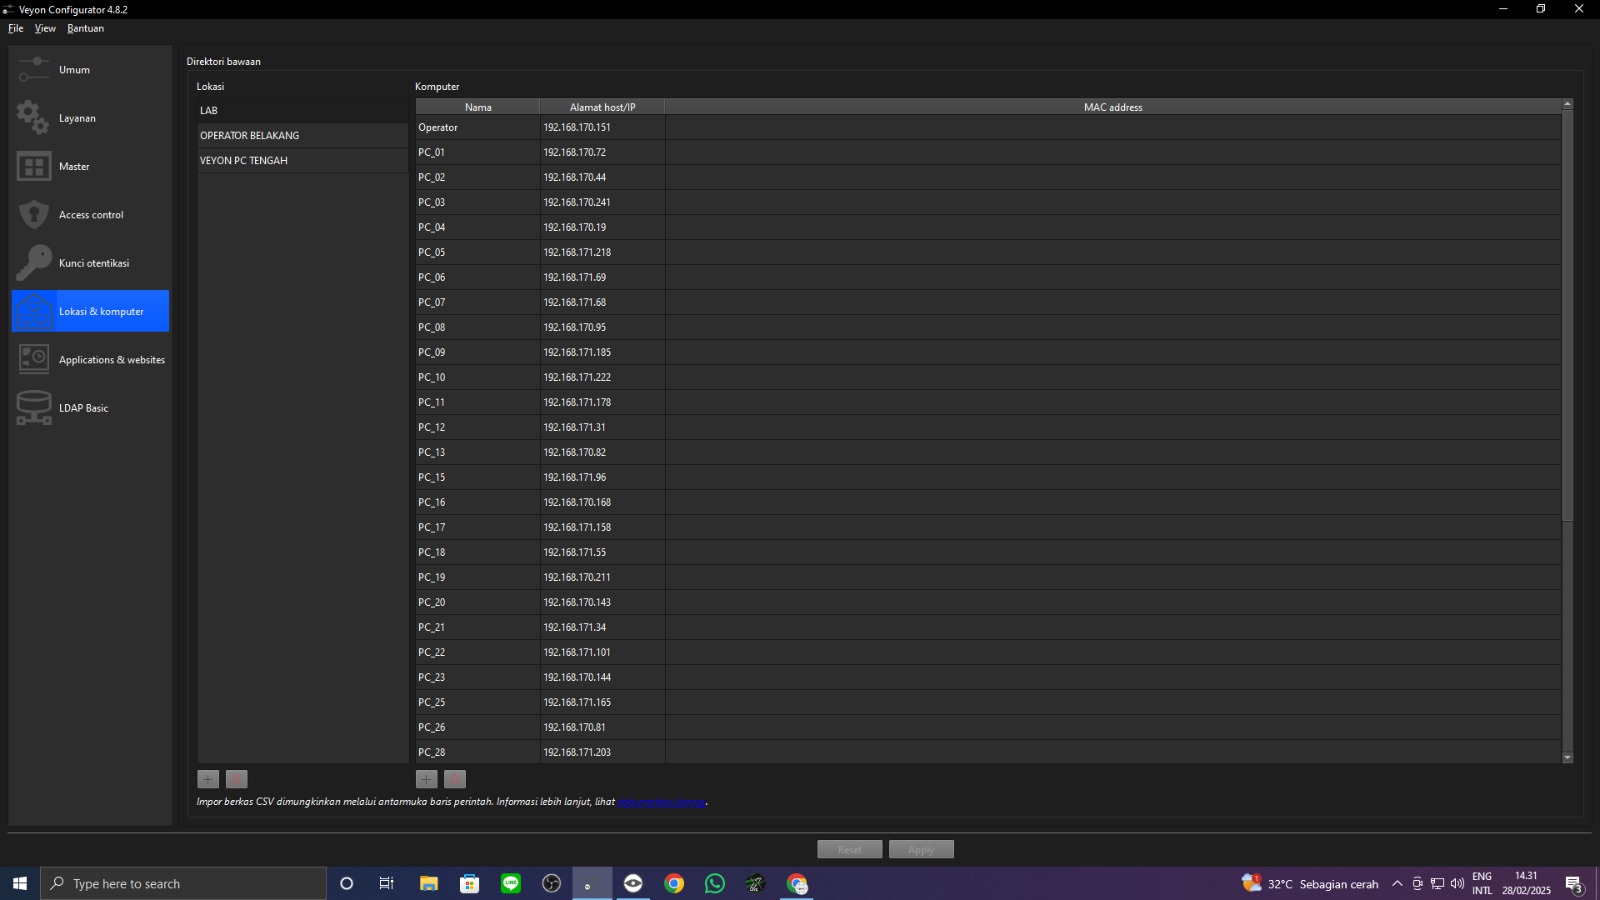 Veyon Configurator 4.8.2
File View Bantuan
Umum
Layanan
Master
Access control
Kunci otentikasi
Lokasi & komputer
Applications & websites
LDAP Basic
Direktori bawaan
Lokasi
LAB
OPERATOR BELAKANG
VEYON PC TENGAH
Komputer
Nama Alamat host/IP MAC address
Operator 192.168.170.151
PC_01 192.168.170.72
PC_02 192.168.170.44
PC_03 192.168.170.241
PC_04 192.168.170.19
PC_05 192.168.171.218
PC_06 192.168.171.69
PC_07 192.168.171.68
PC_08 192.168.170.95
PC_09 192.168.171.185
PC_10 192.168.171.222
PC_11 192.168.171.178
PC_12 192.168.171.31
PC_13 192.168.170.82
PC_15 192.168.171.96
PC_16 192.168.170.168
PC_17 192.168.171.158
PC_18 192.168.171.55
PC_19 192.168.170.211
PC_20 192.168.170.143
PC_21 192.168.171.34
PC_22 192.168.171.101
PC_23 192.168.170.144
PC_25 192.168.171.165
PC_26 192.168.170.81
PC_28 192.168.171.203
Impor berkas CSV dimungkinkan melalui antarmuka baris perintah. Informasi lebih lanjut, lihat .
Reset Apply
Type here to search
LINE
1
32°C Sebagian cerah
ENG
INTL
14.31
28/02/2025
3